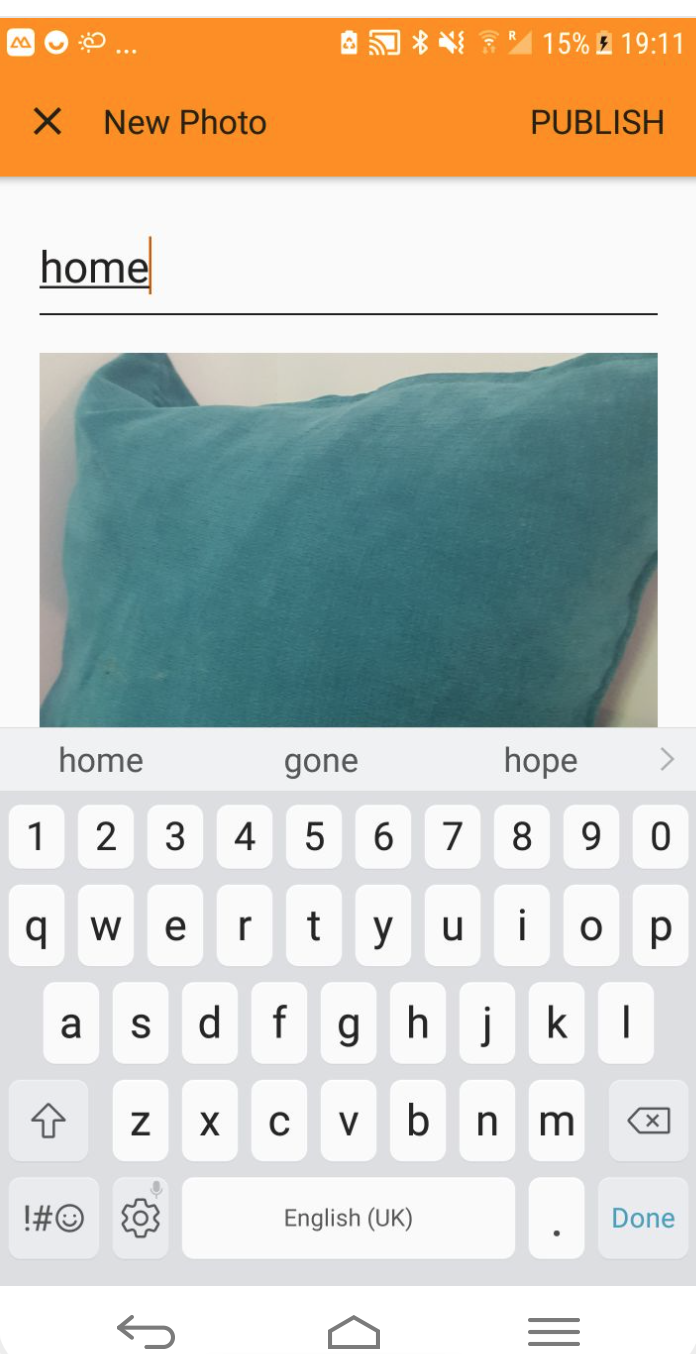 ... R 15% 19:11
New Photo PUBLISH
home
home gone hope
1 2 3 4 5 6 7 8 9 0
q w e r t y u i o p
a s d f g h j k l
z x c v b n m
!#☺ English (UK) . Done